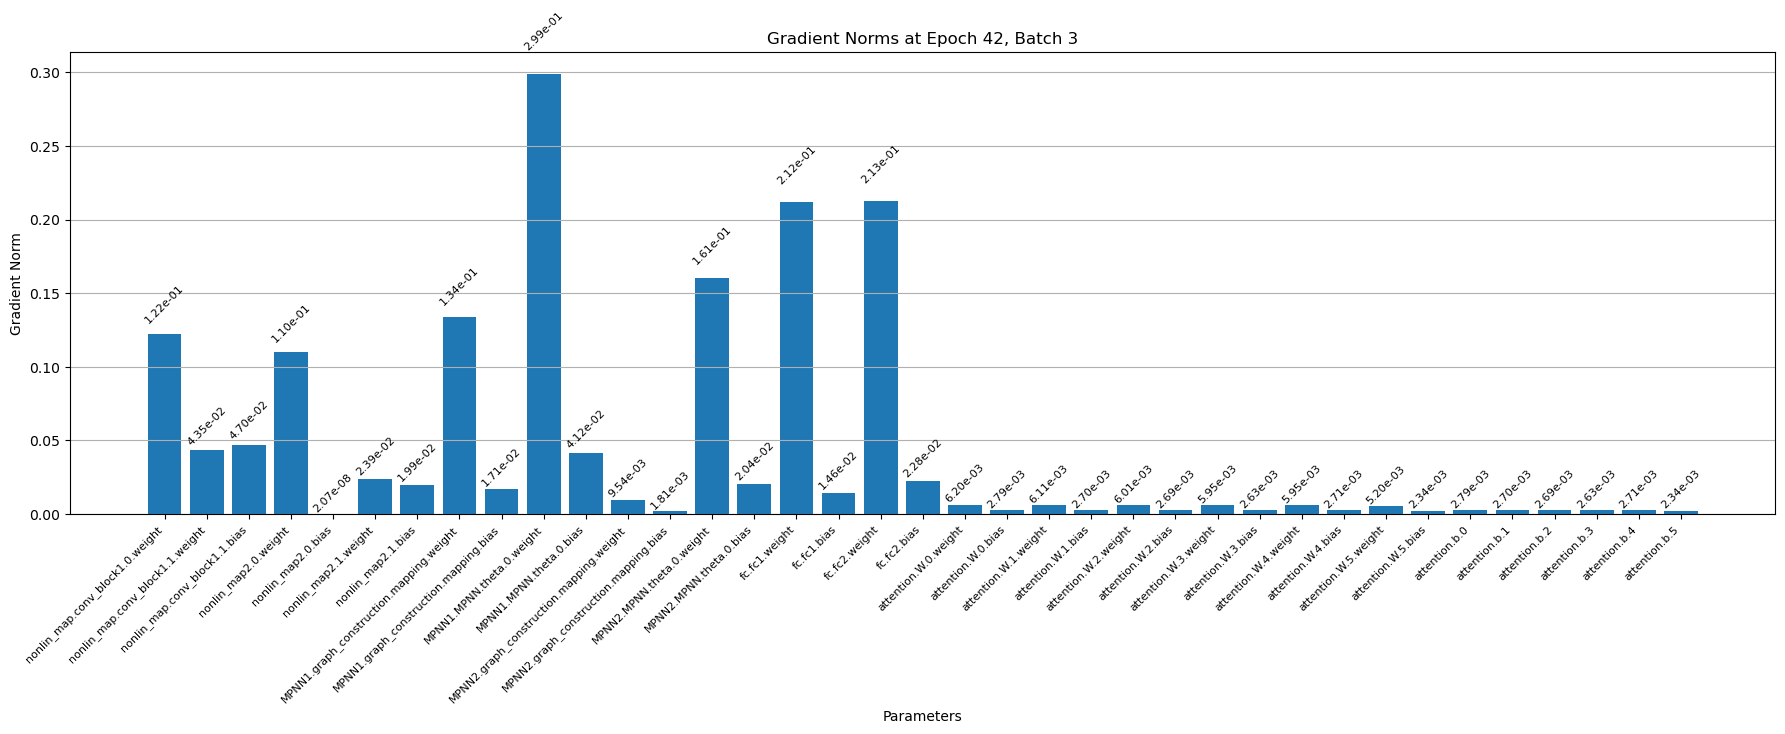 Gradient Norms at Epoch 42, Batch 3
Gradient Norm
0.30
0.25
0.20
0.15
0.10
0.05
0.00
1.22e-01
4.35e-02
4.70e-02
1.10e-01
2.07e-08
2.39e-02
1.99e-02
1.34e-01
1.71e-02
2.99e-01
4.12e-02
9.54e-03
1.81e-03
1.61e-01
2.04e-02
2.12e-01
1.46e-02
2.13e-01
2.28e-02
6.20e-03
2.79e-03
6.11e-03
2.70e-03
6.01e-03
2.69e-03
5.95e-03
2.63e-03
5.95e-03
2.71e-03
5.20e-03
2.34e-03
2.79e-03
2.70e-03
2.69e-03
2.63e-03
2.71e-03
2.34e-03
nonlin_map.conv_block1.0.weight
nonlin_map.conv_block1.1.weight
nonlin_map.conv_block1.1.bias
nonlin_map2.0.weight
nonlin_map2.0.bias
nonlin_map2.1.weight
nonlin_map2.1.bias
MPNN1.graph_construction.mapping.weight
MPNN1.graph_construction.mapping.bias
MPNN1.MPNN.theta.0.weight
MPNN1.MPNN.theta.0.bias
MPNN2.graph_construction.mapping.weight
MPNN2.graph_construction.mapping.bias
MPNN2.MPNN.theta.0.weight
MPNN2.MPNN.theta.0.bias
fc.fc1.weight
fc.fc1.bias
fc.fc2.weight
fc.fc2.bias
attention.W.0.weight
attention.W.0.bias
attention.W.1.weight
attention.W.1.bias
attention.W.2.weight
attention.W.2.bias
attention.W.3.weight
attention.W.3.bias
attention.W.4.weight
attention.W.4.bias
attention.W.5.weight
attention.W.5.bias
attention.b.0
attention.b.1
attention.b.2
attention.b.3
attention.b.4
attention.b.5
Parameters